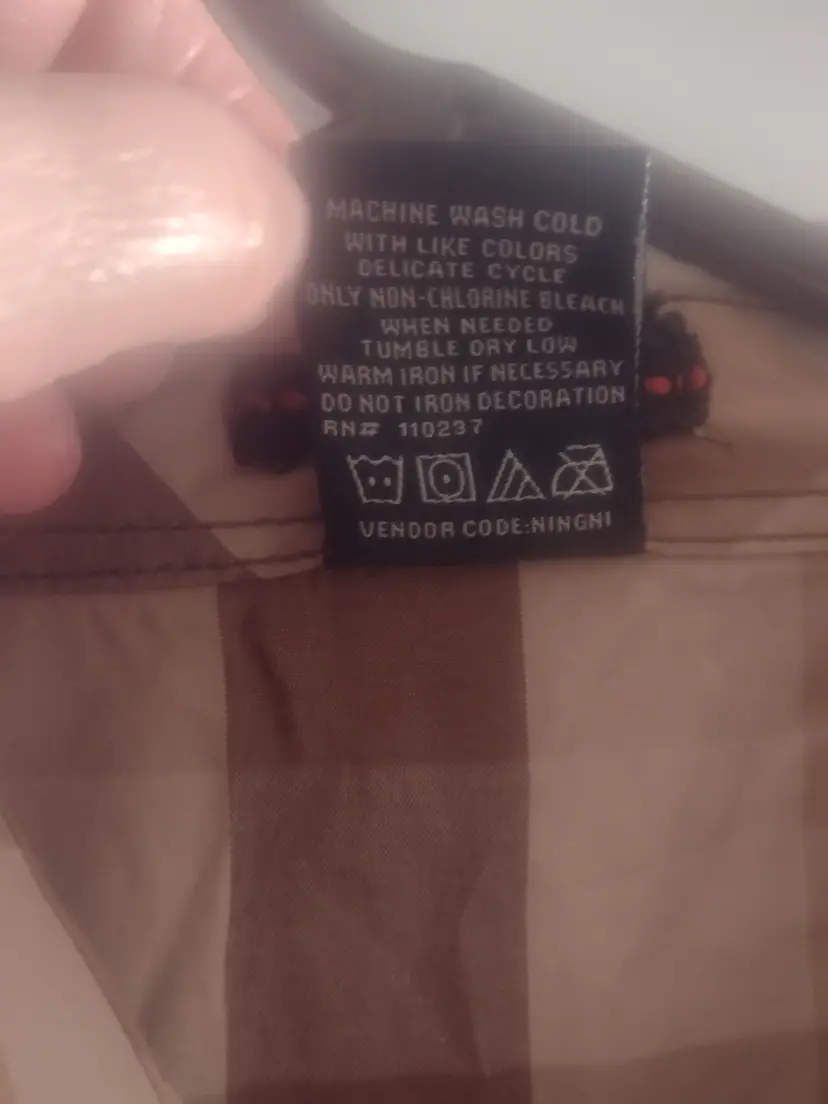 MACHINE WASH COLD
WITH LIKE COLORS
DELICATE CYCLE
ONLY NON-CHLORINE BLEACH
WHEN NEEDED
TUMBLE DRY LOW
WARM IRON IF NECESSARY
DO NOT IRON DECORATION
RN# 110237
VENDOR CODE:NINGNI